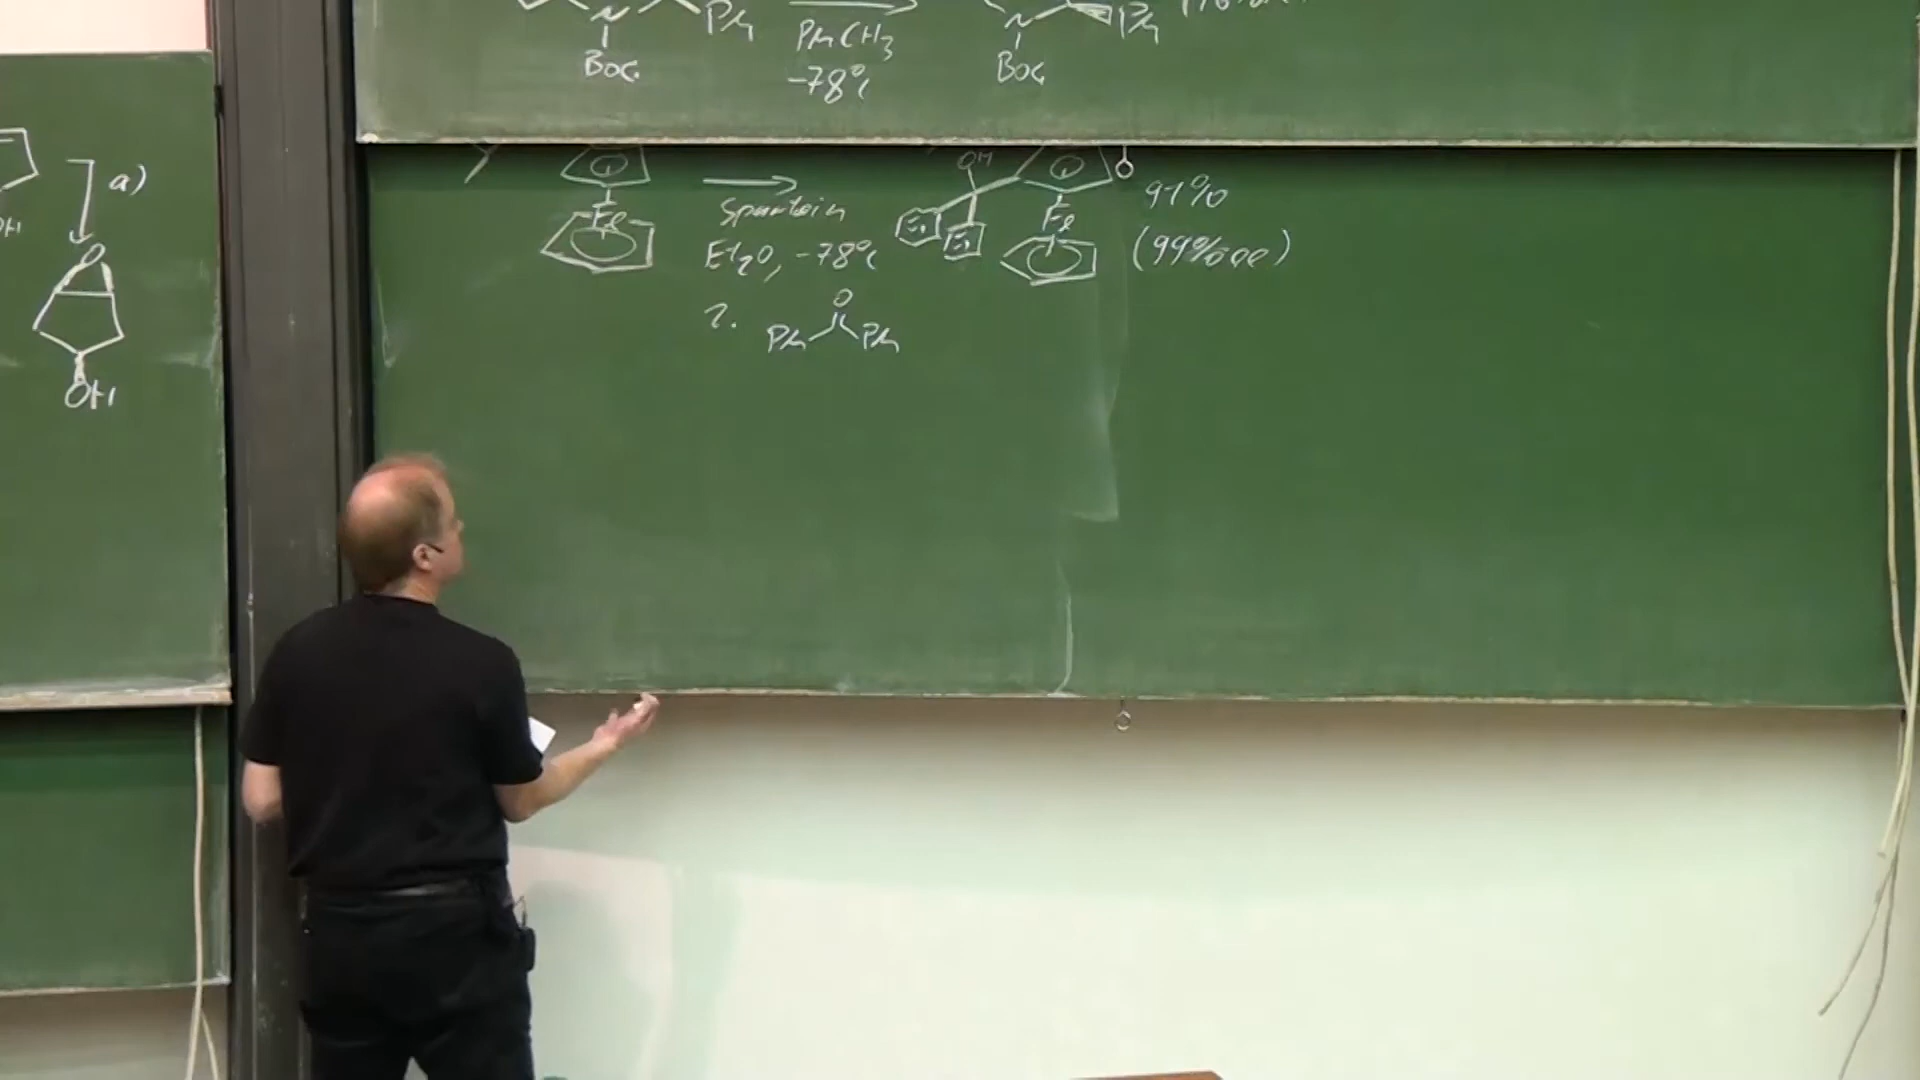 a)
O
OH
N
Ph
Boc
PhCH3
-78°C
N
Ph
Boc
Fe
Spartein
Et2O, -78°C
2.
O
Ph Ph
OH
Fe
91%
(99%ee)